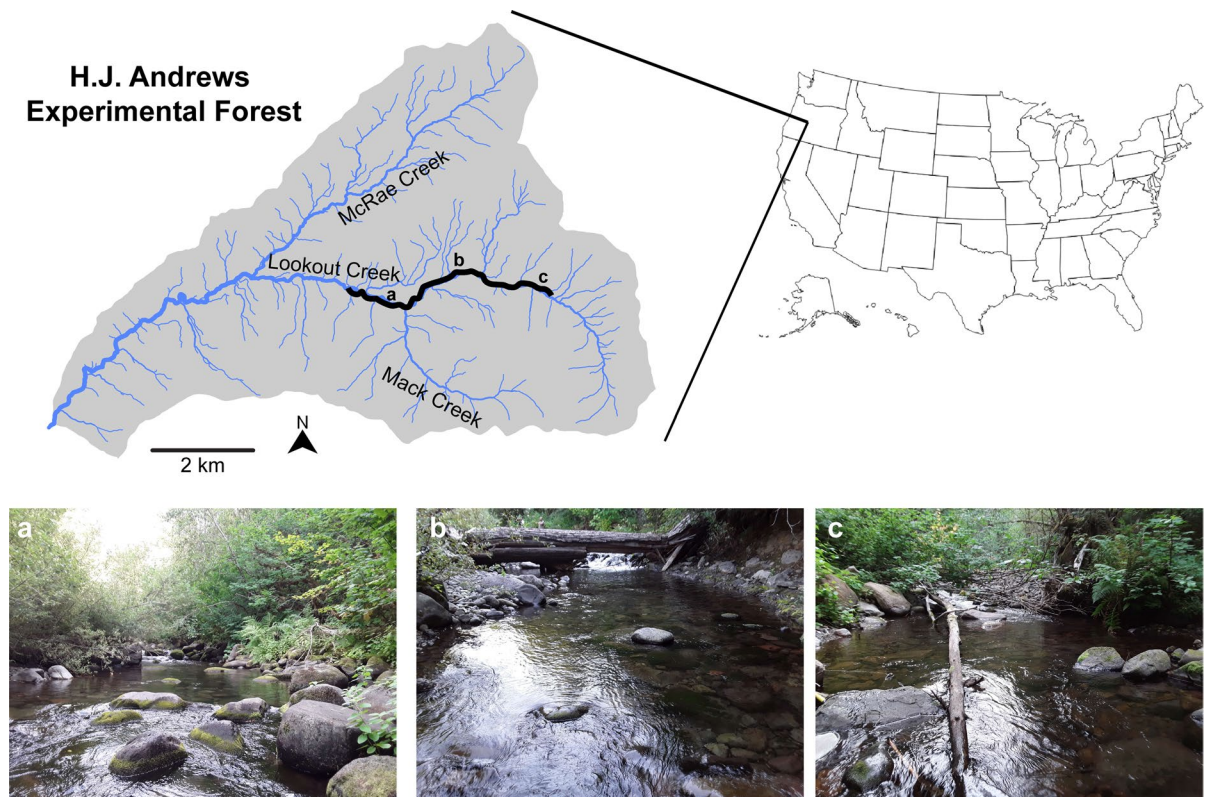 H.J. Andrews
Experimental Forest
McRae Creek
Lookout Creek
b
c
a
Mack Creek
N
2 km
a
b
c